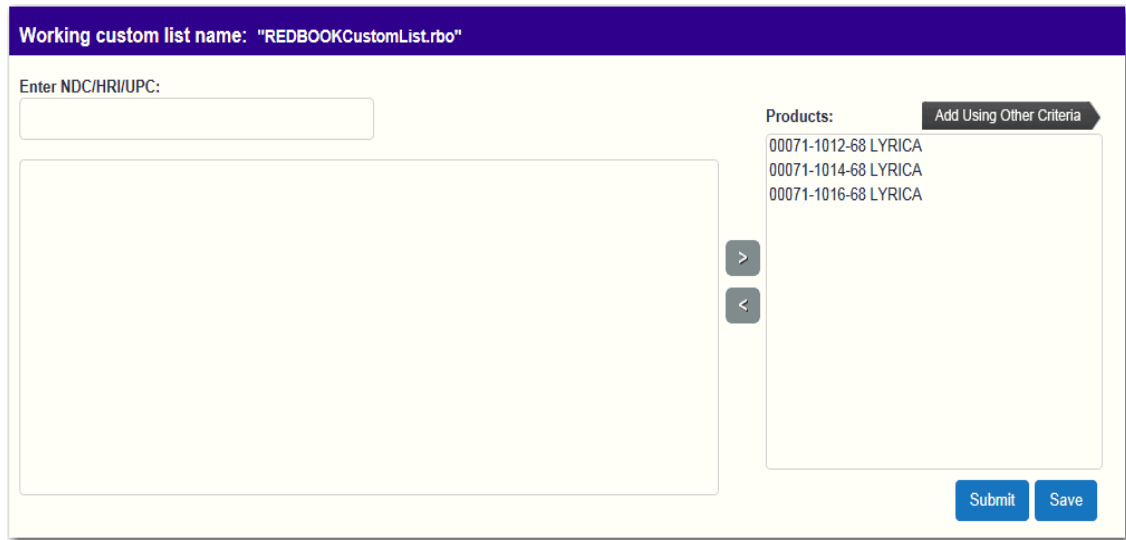 Working custom list name: "REDBOOKCustomList.rbo"
Enter NDC/HRI/UPC:
Products:
Add Using Other Criteria
00071-1012-68 LYRICA
00071-1014-68 LYRICA
00071-1016-68 LYRICA
>
<
Submit
Save